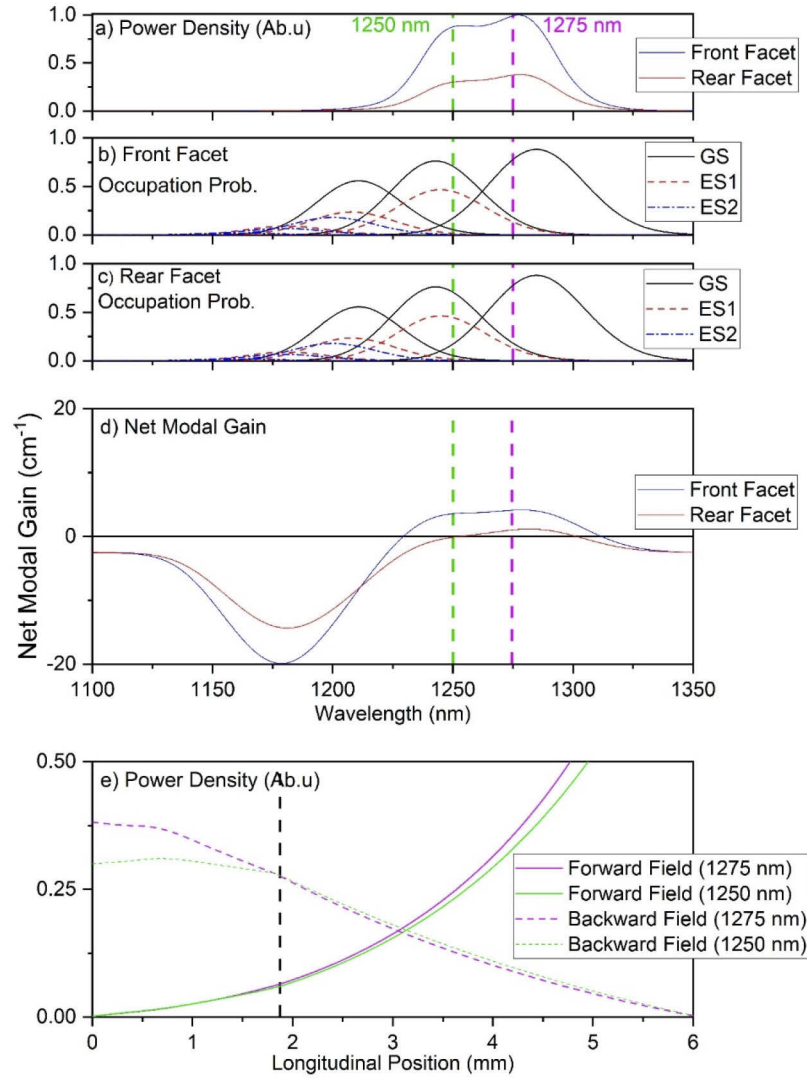 a) Power Density (Ab.u)
1250 nm
1275 nm
1.0
0.5
0.0
Front Facet
Rear Facet
b) Front Facet
Occupation Prob.
1.0
0.5
0.0
GS
ES1
ES2
c) Rear Facet
Occupation Prob.
1.0
0.5
0.0
GS
ES1
ES2
d) Net Modal Gain
Net Modal Gain (cm-1)
20
0
-20
Front Facet
Rear Facet
1100 1150 1200 1250 1300 1350
Wavelength (nm)
e) Power Density (Ab.u)
0.50
0.25
0.00
Forward Field (1275 nm)
Forward Field (1250 nm)
Backward Field (1275 nm)
Backward Field (1250 nm)
0 1 2 3 4 5 6
Longitudinal Position (mm)